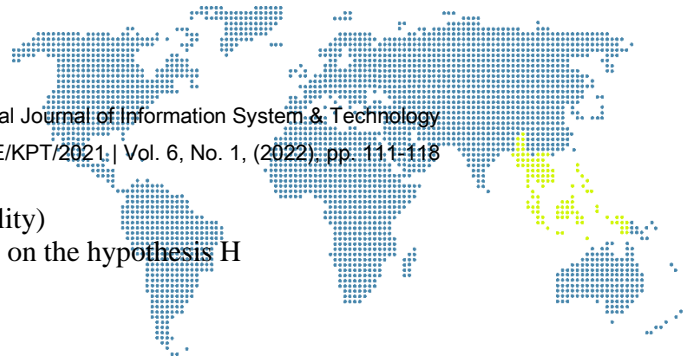 al Journal of Information System & Technology
E/KPT/2021 | Vol. 6, No. 1, (2022), pp. 111-118
lity)
on the hypothesis H